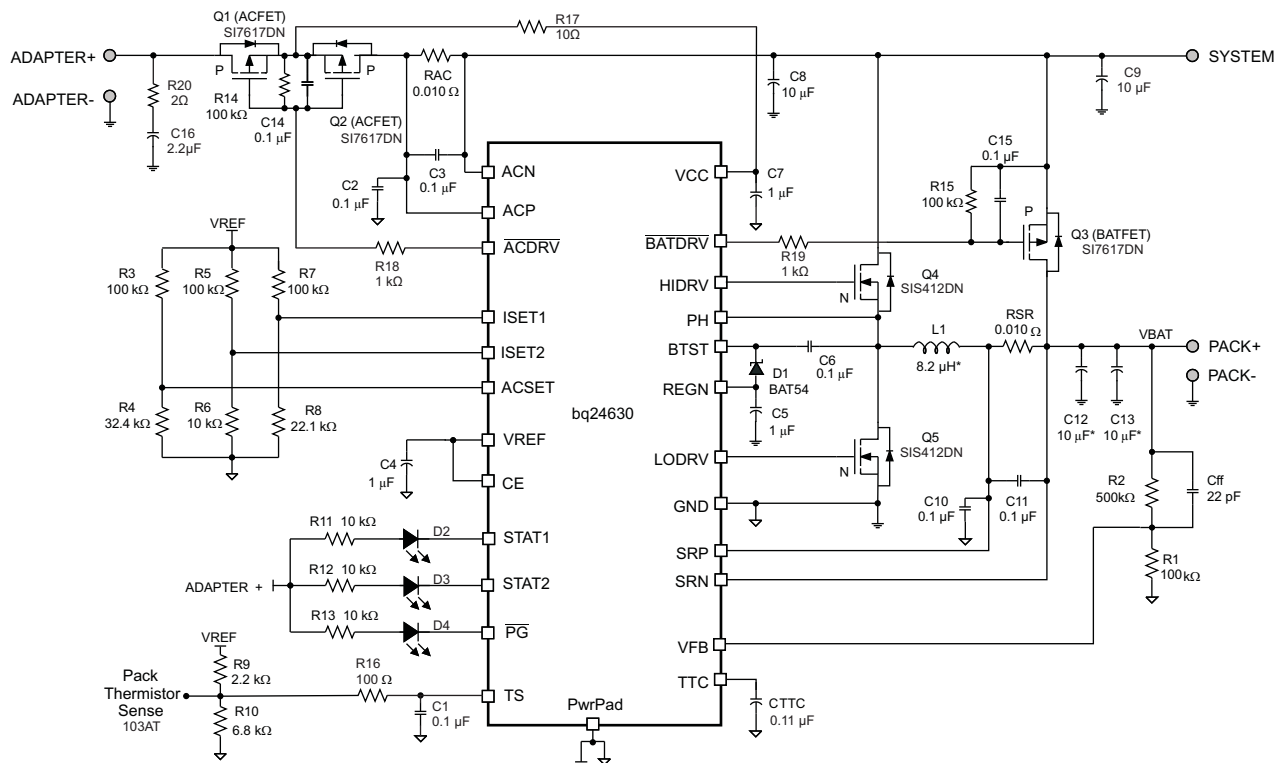 Q1 (ACFET)
SI7617DN
R17
10Ω
ADAPTER+
SYSTEM
P
P
RAC
0.010 Ω
C8
10 µF
C9
10 µF
R20
2Ω
ADAPTER-
R14
100 kΩ
C14
0.1 µF
Q2 (ACFET)
SI7617DN
C16
2.2µF
C15
0.1 µF
C3
0.1 µF
C2
0.1 µF
ACN
VCC
C7
1 µF
R15
100 kΩ
P
ACP
VREF
ACDRV
BATDRV
Q3 (BATFET)
SI7617DN
R18
1 kΩ
R19
1 kΩ
R3
100 kΩ
R5
100 kΩ
R7
100 kΩ
HIDRV
N
Q4
SIS412DN
ISET1
PH
L1
8.2 µH*
RSR
0.010 Ω
VBAT
ISET2
BTST
C6
0.1 µF
PACK+
PACK-
ACSET
REGN
D1
BAT54
R4
32.4 kΩ
R6
10 kΩ
R8
22.1 kΩ
bq24630
C5
1 µF
C12
10 µF*
C13
10 µF*
VREF
Q5
SIS412DN
LODRV
N
C4
1 µF
CE
R2
500kΩ
Cff
22 pF
GND
C10
0.1 µF
C11
0.1 µF
R11 10 kΩ
D2
STAT1
SRP
R1
100kΩ
ADAPTER +
R12 10 kΩ
D3
STAT2
SRN
R13 10 kΩ
D4
PG
VREF
VFB
R9
2.2 kΩ
R16
100 Ω
Pack
Thermistor
Sense
103AT
TS
TTC
R10
6.8 kΩ
C1
0.1 µF
PwrPad
CTTC
0.11 µF